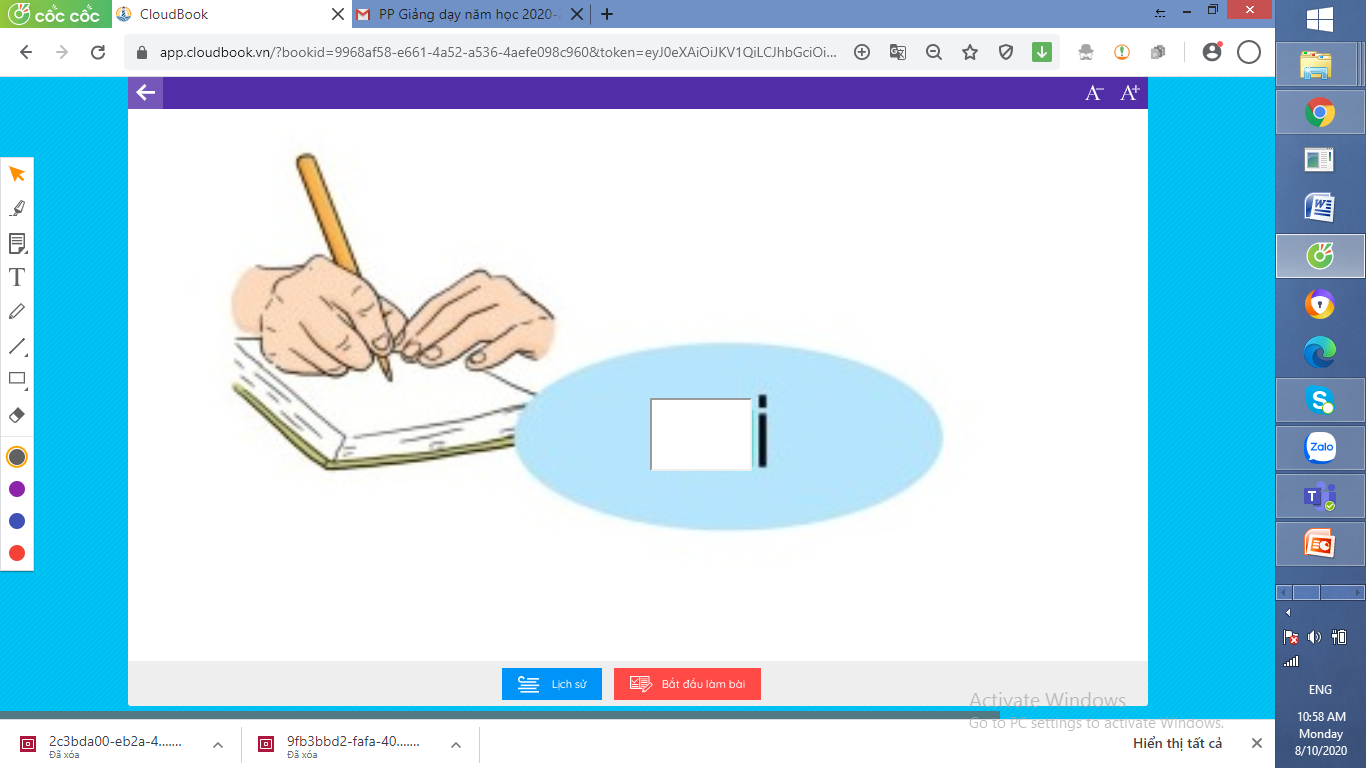 cốc cốc
CloudBook
PP Giảng dạy năm học 2020-2
app.cloudbook.vn/?bookid=9968af58-e661-4a52-a536-4aefe098c960&token=eyJ0eXAiOiJKV1QiLCJhbGciOi...
A- A+
T
i
Lịch sử
Bắt đầu làm bài
Activate Windows
Go to PC settings to activate Windows.
2c3bda00-eb2a-4.......
Đã xóa
9fb3bbd2-fafa-40.......
Đã xóa
Hiển thị tất cả
Zalo
ENG
10:58 AM
Monday
8/10/2020